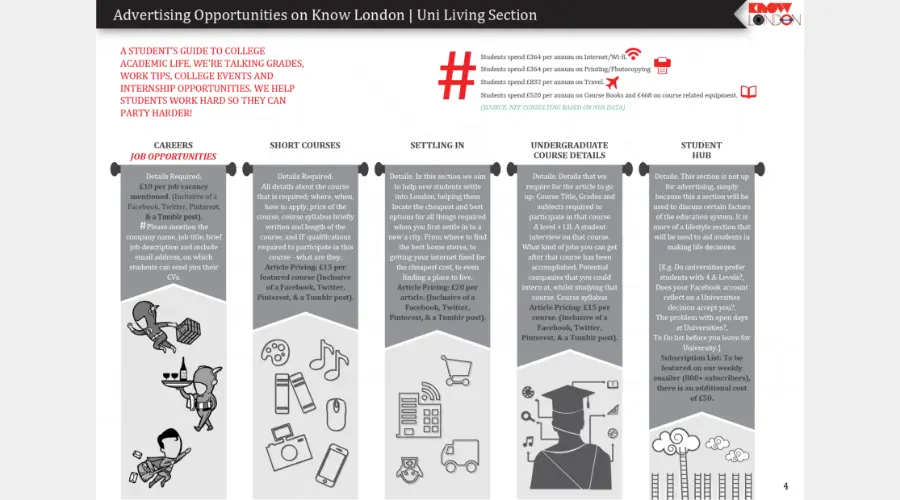 Advertising Opportunities on Know London | Uni Living Section
KNOW
LONDON
A STUDENT'S GUIDE TO COLLEGE
ACADEMIC LIFE, WE'RE TALKING GRADES,
WORK TIPS, COLLEGE EVENTS AND
INTERNSHIP OPPORTUNITIES. WE HELP
STUDENTS WORK HARD SO THEY CAN
PARTY HARDER!
#
Students spend £364 per annum on Internet/Wi-fi.
Students spend £364 per annum on Printing/Photocopying
Students spend £832 per annum on Travel.
Students spend £520 per annum on Course Books and £468 on course related equipment.
(SOURCE: NEF CONSULTING BASED ON NUS DATA)
CAREERS
JOB OPPORTUNITIES
Details Required:
£10 per job vacancy
mentioned. (Inclusive of a
Facebook, Twitter, Pinterest,
& a Tumblr post).
#Please mention the
company name, job title, brief
job description and include
email address, on which
students can send you their
CVs.
SHORT COURSES
Details Required:
All details about the course
that is required; where, when,
how to apply, price of the
course, course syllabus briefly
written and length of the
course, and IF qualifications
required to participate in this
course - what are they.
Article Pricing: £15 per
featured course (Inclusive
of a Facebook, Twitter,
Pinterest, & a Tumblr post).
SETTLING IN
Details: In this section we aim
to help new students settle
into London, helping them
locate the cheapest and best
options for all things required
when you first settle in to a
new a city. From where to find
the best home stores, to
getting your internet fixed for
the cheapest cost, to even
finding a place to live.
Article Pricing: £20 per
article. (Inclusive of a
Facebook, Twitter,
Pinterest, & a Tumblr post).
UNDERGRADUATE
COURSE DETAILS
Details: Details that we
require for the article to go
up: Course Title, Grades and
subjects required to
participate in that course
A level + I.B. A student
interview on that course.
What kind of jobs you can get
after that course has been
accomplished. Potential
companies that you could
intern at, whilst studying that
course. Course syllabus
Article Pricing: £15 per
course. (Inclusive of a
Facebook, Twitter,
Pinterest, & a Tumblr post).
STUDENT
HUB
Details: This section is not up
for advertising, simply
because this a section will be
used to discuss certain factors
of the education system. It is
more of a lifestyle section that
will be used to aid students in
making life decisions.
[E.g. Do universities prefer
students with 4 A-Levels?,
Does your Facebook account
reflect on a Universities
decision accept you?,
The problem with open days
at Universities?,
To Do list before you leave for
University.]
Subscription List: To be
featured on our weekly
emailer (800+ subscribers),
there is an additional cost
of £50.
4